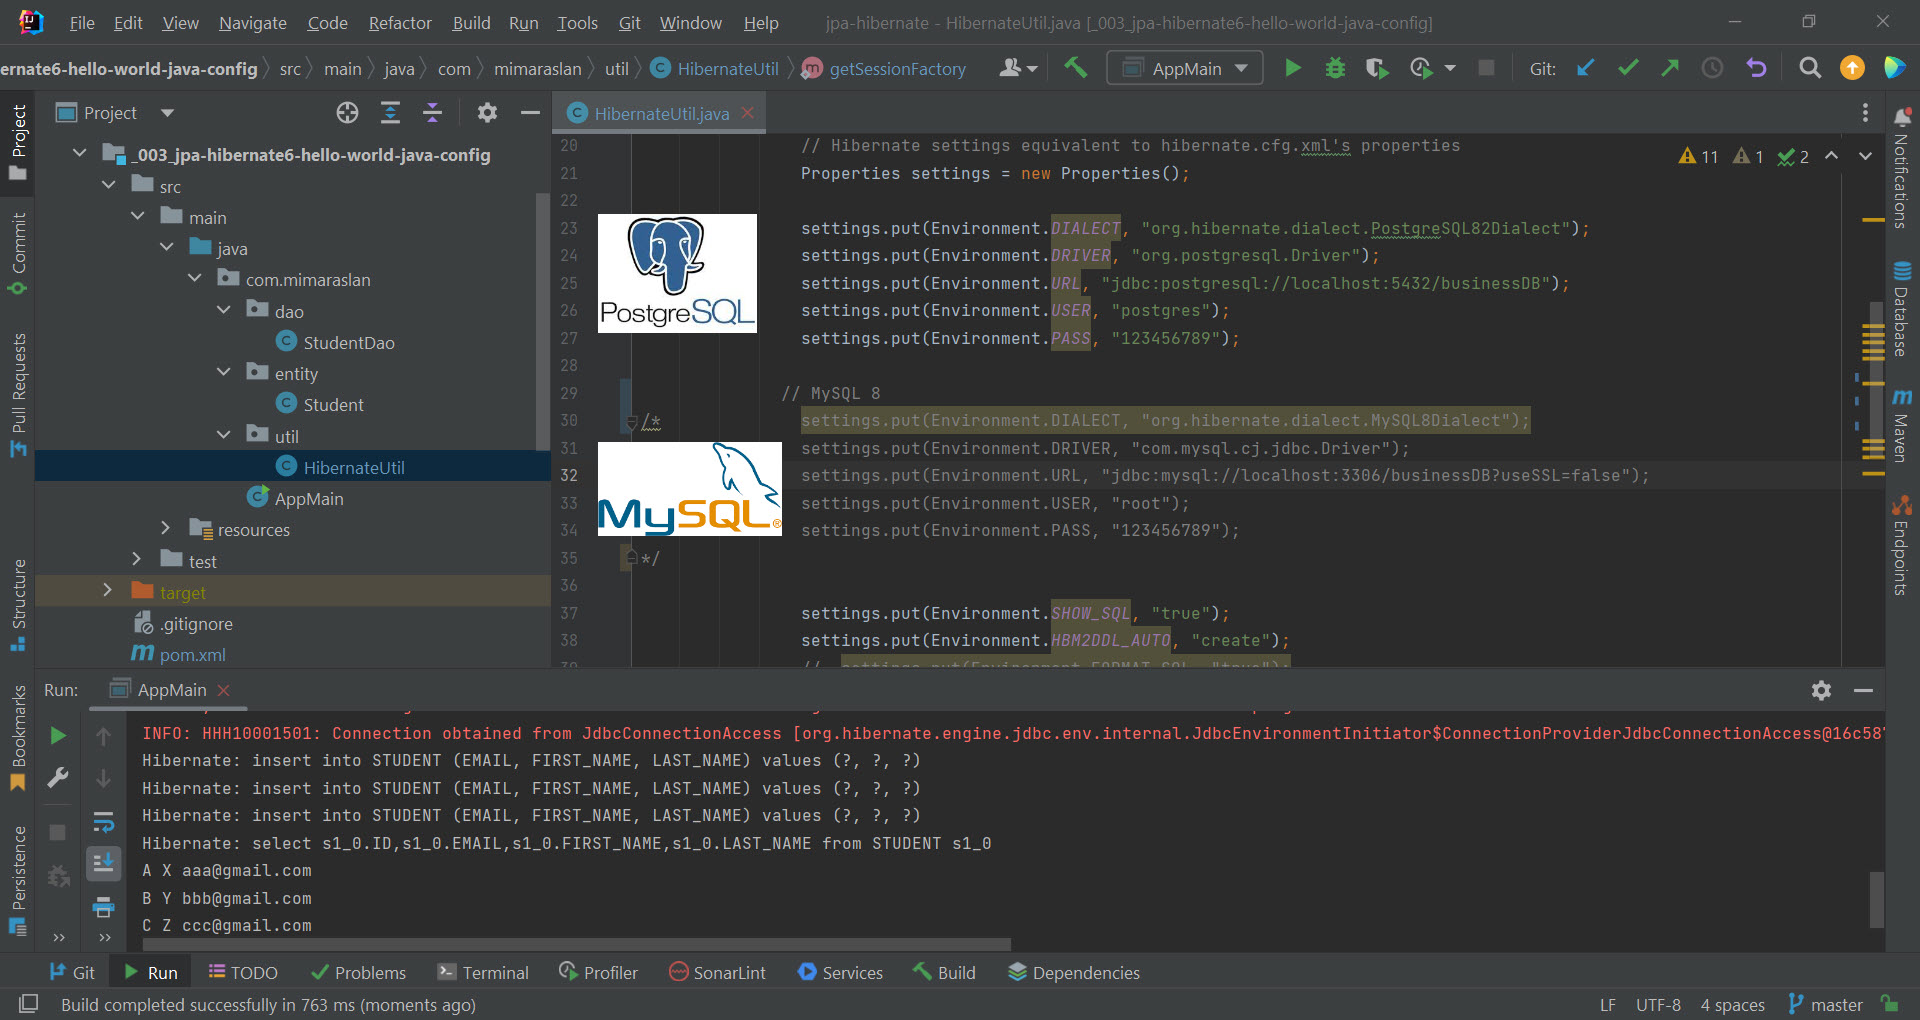 File Edit View Navigate Code Refactor Build Run Tools Git Window Help jpa-hibernate - HibernateUtil.java [_003_jpa-hibernate6-hello-world-java-config]
ernate6-hello-world-java-config src main java com mimaraslan util HibernateUtil getSessionFactory AppMain Git:
Project
HibernateUtil.java
_003_jpa-hibernate6-hello-world-java-config
src
main
java
com.mimaraslan
dao
StudentDao
entity
Student
util
HibernateUtil
AppMain
resources
test
target
.gitignore
pom.xml
Project
Commit
Pull Requests
Structure
Bookmarks
Persistence
11 1 2
20 // Hibernate settings equivalent to hibernate.cfg.xml's properties
21 Properties settings = new Properties();
22
23 settings.put(Environment.DIALECT, "org.hibernate.dialect.PostgreSQL82Dialect");
24 settings.put(Environment.DRIVER, "org.postgresql.Driver");
25 settings.put(Environment.URL, "jdbc:postgresql://localhost:5432/businessDB");
26 settings.put(Environment.USER, "postgres");
27 settings.put(Environment.PASS, "123456789");
28
29 // MySQL 8
30 /* settings.put(Environment.DIALECT, "org.hibernate.dialect.MySQL8Dialect");
31 settings.put(Environment.DRIVER, "com.mysql.cj.jdbc.Driver");
32 settings.put(Environment.URL, "jdbc:mysql://localhost:3306/businessDB?useSSL=false");
33 settings.put(Environment.USER, "root");
34 settings.put(Environment.PASS, "123456789");
35 */
36
37 settings.put(Environment.SHOW_SQL, "true");
38 settings.put(Environment.HBM2DDL_AUTO, "create");
39 // settings.put(Environment.FORMAT_SQL, "true");
PostgreSQL
MySQL®
Notifications
Database
Maven
Endpoints
Run: AppMain
INFO: HHH10001501: Connection obtained from JdbcConnectionAccess [org.hibernate.engine.jdbc.env.internal.JdbcEnvironmentInitiator$ConnectionProviderJdbcConnectionAccess@16c58
Hibernate: insert into STUDENT (EMAIL, FIRST_NAME, LAST_NAME) values (?, ?, ?)
Hibernate: insert into STUDENT (EMAIL, FIRST_NAME, LAST_NAME) values (?, ?, ?)
Hibernate: insert into STUDENT (EMAIL, FIRST_NAME, LAST_NAME) values (?, ?, ?)
Hibernate: select s1_0.ID,s1_0.EMAIL,s1_0.FIRST_NAME,s1_0.LAST_NAME from STUDENT s1_0
A X aaa@gmail.com
B Y bbb@gmail.com
C Z ccc@gmail.com
Git Run TODO Problems Terminal Profiler SonarLint Services Build Dependencies
Build completed successfully in 763 ms (moments ago) LF UTF-8 4 spaces master